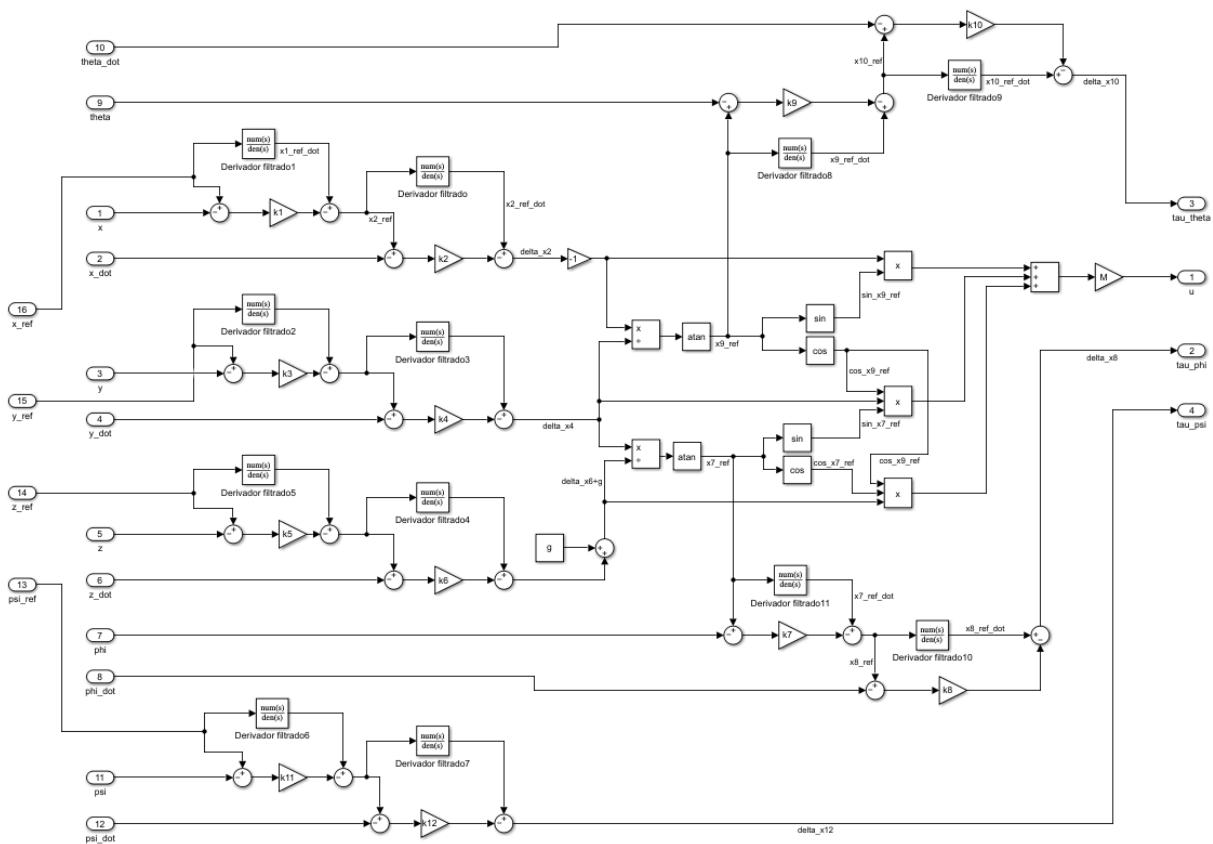 10
theta_dot
k10
x10_ref
num(s)
den(s)
x10_ref_dot
delta_x10
Derivador filtrado9
9
theta
k9
num(s)
den(s)
x9_ref_dot
Derivador filtrado8
num(s)
den(s)
x1_ref_dot
Derivador filtrado1
num(s)
den(s)
Derivador filtrado
x2_ref_dot
1
x
k1
x2_ref
3
tau_theta
2
x_dot
k2
delta_x2
-1
x
sin_x9_ref
+
+
+
M
1
u
16
x_ref
num(s)
den(s)
Derivador filtrado2
num(s)
den(s)
Derivador filtrado3
x
÷
atan
x9_ref
sin
cos
cos_x9_ref
delta_x8
2
tau_phi
3
y
k3
15
y_ref
4
y_dot
k4
delta_x4
x
sin_x7_ref
4
tau_psi
x
÷
atan
x7_ref
sin
cos
cos_x7_ref
cos_x9_ref
x
num(s)
den(s)
Derivador filtrado5
14
z_ref
num(s)
den(s)
Derivador filtrado4
delta_x6+g
5
z
k5
g
6
z_dot
k6
13
psi_ref
num(s)
den(s)
Derivador filtrado11
x7_ref_dot
7
phi
k7
num(s)
den(s)
x8_ref_dot
Derivador filtrado10
x8_ref
8
phi_dot
k8
num(s)
den(s)
Derivador filtrado6
num(s)
den(s)
Derivador filtrado7
11
psi
k11
12
psi_dot
k12
delta_x12